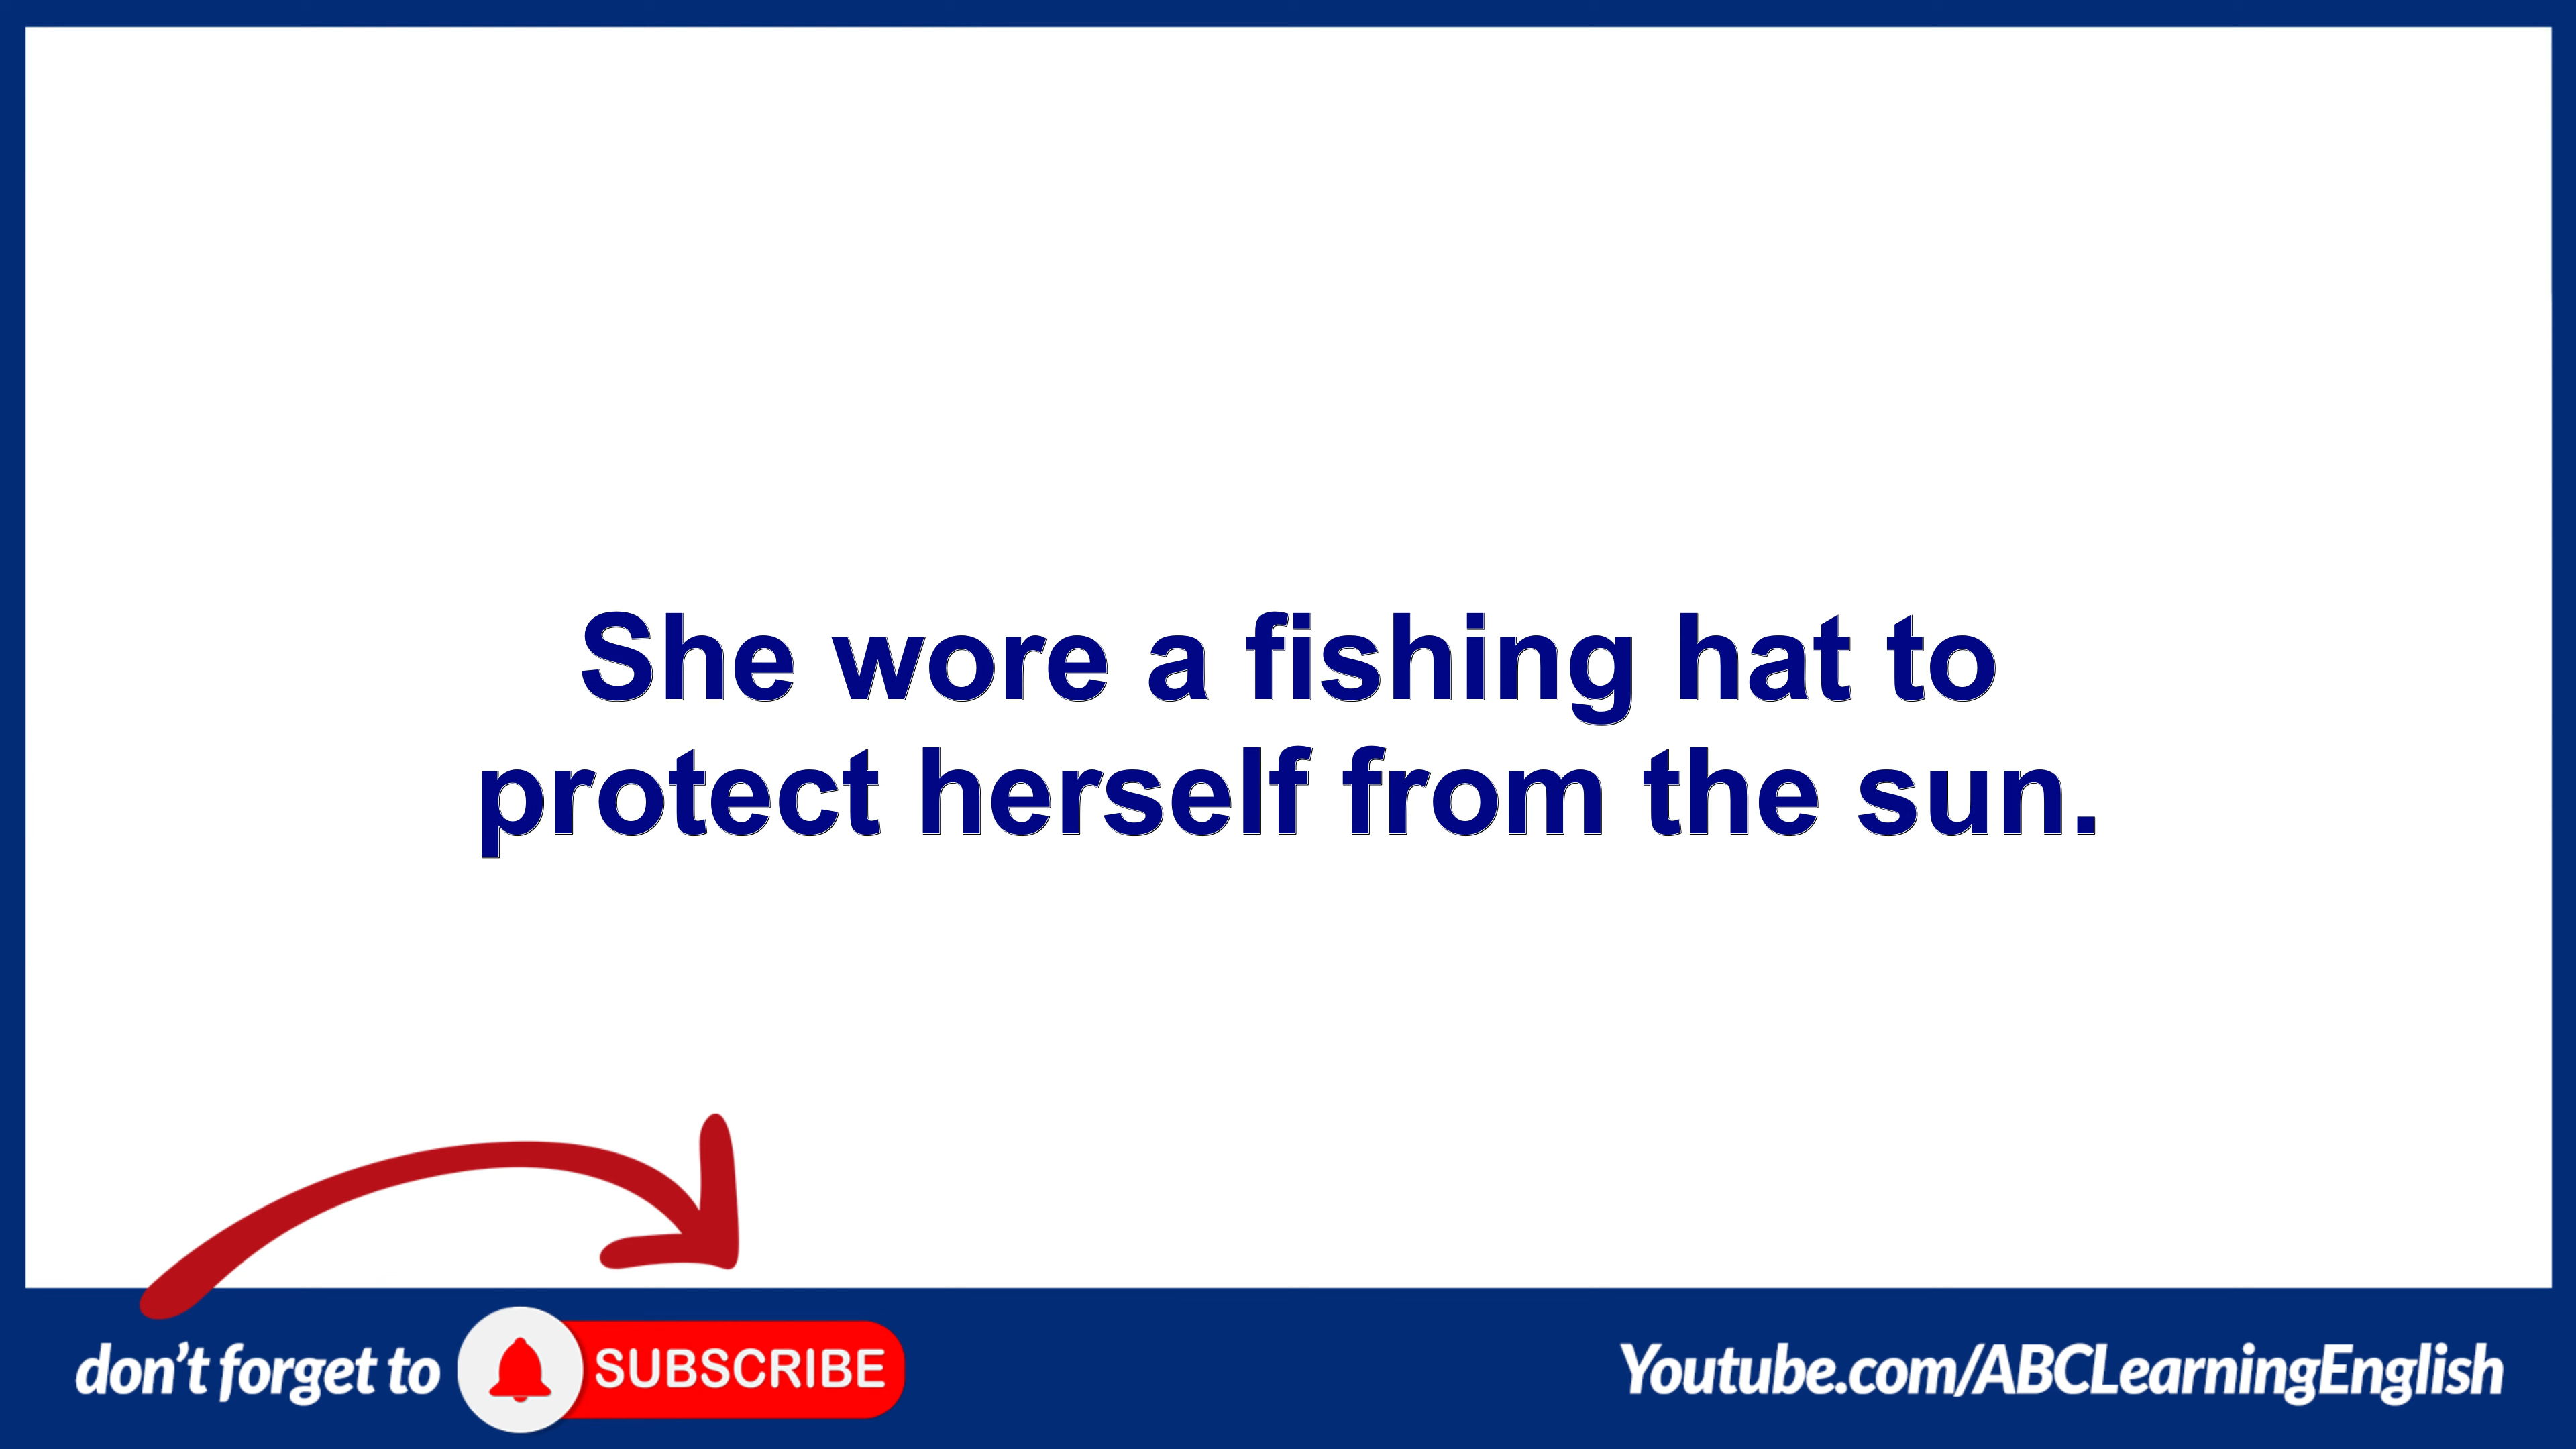 She wore a fishing hat to
protect herself from the sun.
don't forget to SUBSCRIBE
Youtube.com/ABCLearningEnglish